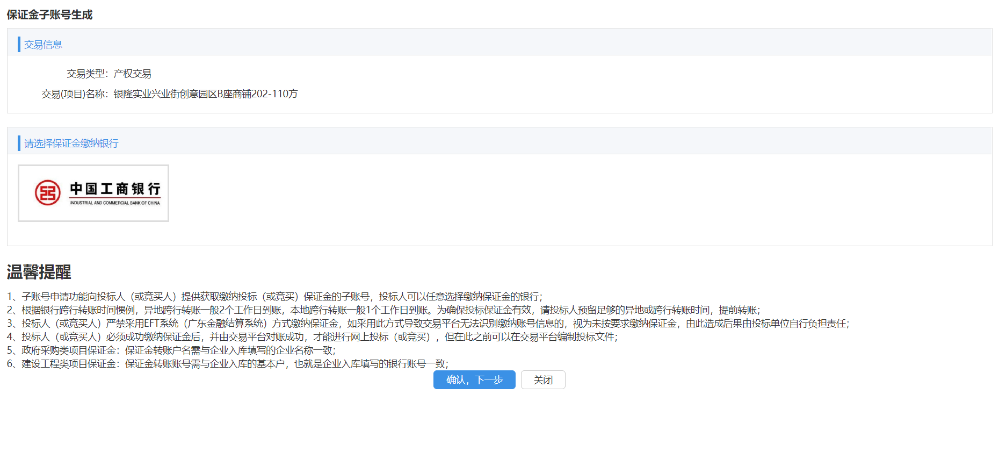 保证金子账号生成
交易信息
交易类型：产权交易
交易(项目)名称：银隆实业兴业街创意园区B座商铺202-110方
请选择保证金缴纳银行
中国工商银行
INDUSTRIAL AND COMMERCIAL BANK OF CHINA
温馨提醒
1、子账号申请功能向投标人（或竞买人）提供获取缴纳投标（或竞买）保证金的子账号，投标人可以任意选择缴纳保证金的银行；
2、根据银行跨行转账时间惯例，异地跨行转账一般2个工作日到账，本地跨行转账一般1个工作日到账。为确保投标保证金有效，请投标人预留足够的异地或跨行转账时间，提前转账；
3、投标人（或竞买人）严禁采用EFT系统（广东金融结算系统）方式缴纳保证金，如采用此方式导致交易平台无法识别缴纳账号信息的，视为未按要求缴纳保证金，由此造成后果由投标单位自行负担责任；
4、投标人（或竞买人）必须成功缴纳保证金后，并由交易平台对账成功，才能进行网上投标（或竞买），但在此之前可以在交易平台编制投标文件；
5、政府采购类项目保证金：保证金转账户名需与企业入库填写的企业名称一致；
6、建设工程类项目保证金：保证金转账账号需与企业入库的基本户，也就是企业入库填写的银行账号一致；
确认，下一步 关闭